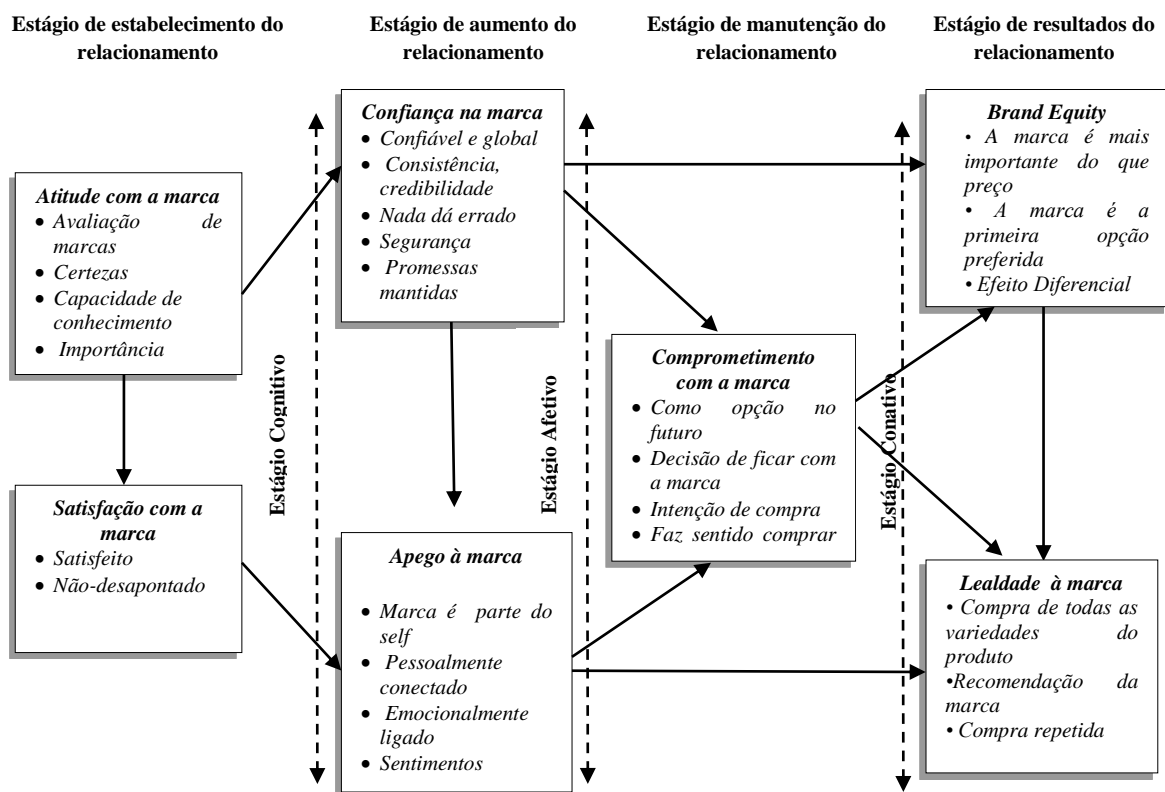 Estágio de estabelecimento do
relacionamento
Estágio de aumento do
relacionamento
Estágio de manutenção do
relacionamento
Estágio de resultados do
relacionamento
Atitude com a marca
• Avaliação de
marcas
• Certezas
• Capacidade de
conhecimento
• Importância
Satisfação com a
marca
• Satisfeito
• Não-desapontado
Estágio Cognitivo
Confiança na marca
• Confiável e global
• Consistência,
credibilidade
• Nada dá errado
• Segurança
• Promessas
mantidas
Apego à marca
• Marca é parte do
self
• Pessoalmente
conectado
• Emocionalmente
ligado
• Sentimentos
Estágio Afetivo
Comprometimento
com a marca
• Como opção no
futuro
• Decisão de ficar com
a marca
• Intenção de compra
• Faz sentido comprar
Estágio Conativo
Brand Equity
• A marca é mais
importante do que
preço
• A marca é a
primeira opção
preferida
• Efeito Diferencial
Lealdade à marca
• Compra de todas as
variedades do
produto
•Recomendação da
marca
• Compra repetida